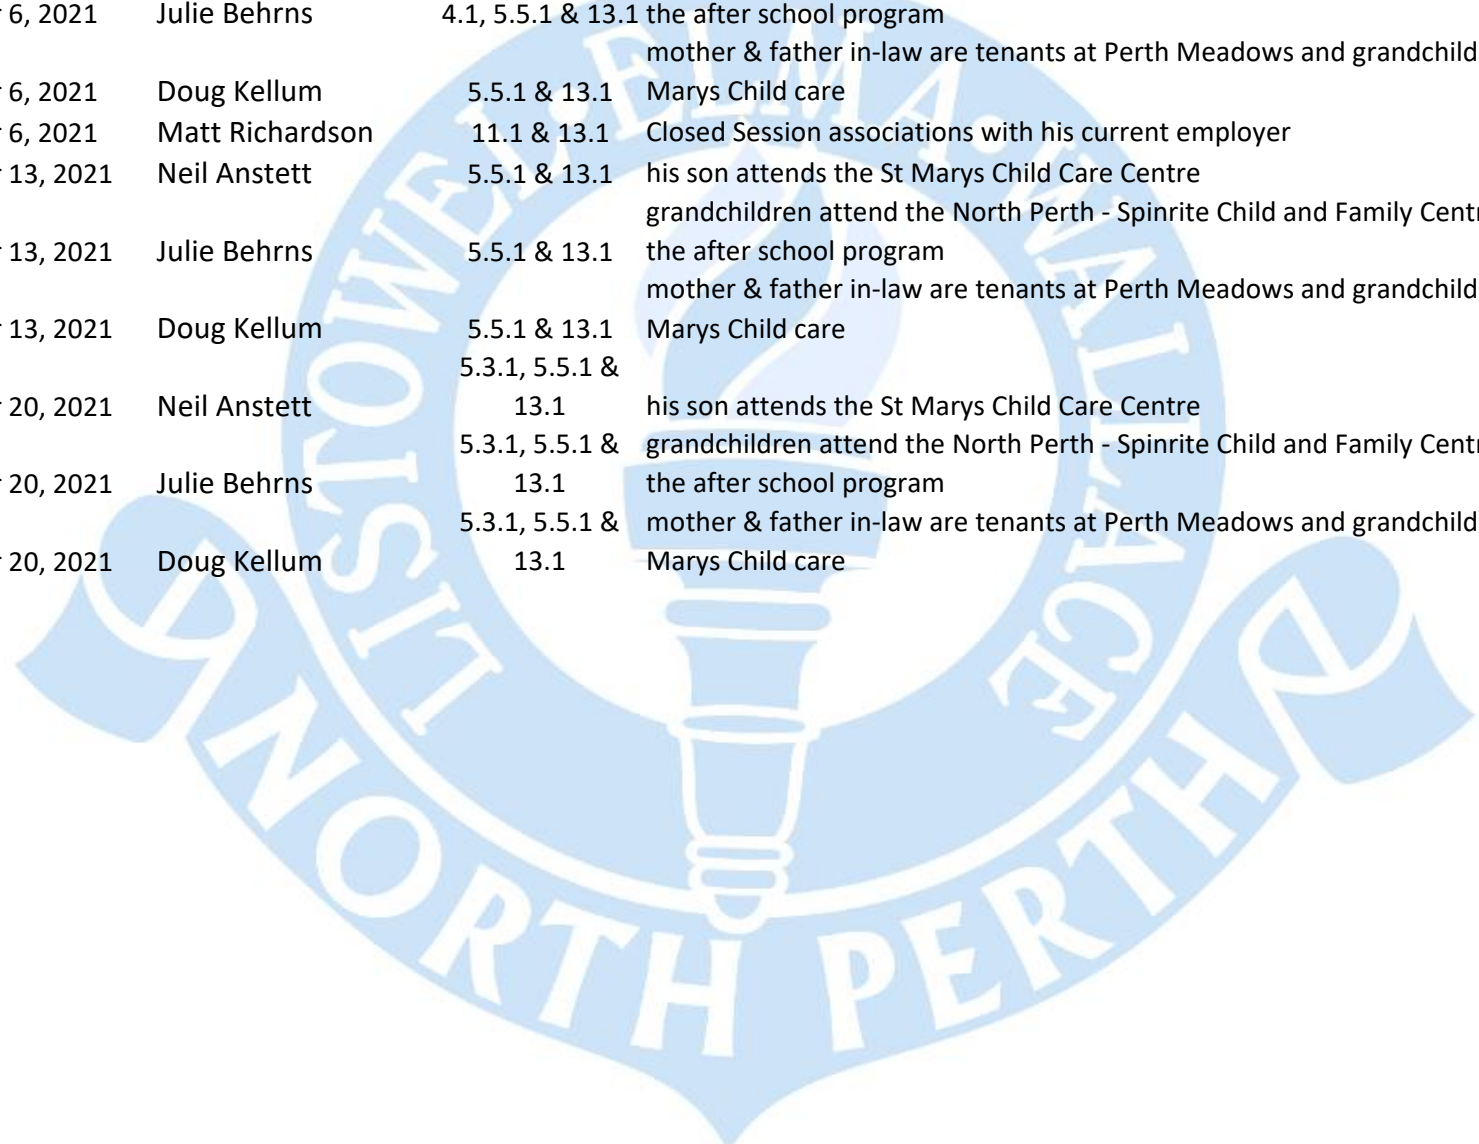 6, 2021 Julie Behrns 4.1, 5.5.1 & 13.1 the after school program
mother & father in-law are tenants at Perth Meadows and grandchild
6, 2021 Doug Kellum 5.5.1 & 13.1 Marys Child care
6, 2021 Matt Richardson 11.1 & 13.1 Closed Session associations with his current employer
13, 2021 Neil Anstett 5.5.1 & 13.1 his son attends the St Marys Child Care Centre
grandchildren attend the North Perth - Spinrite Child and Family Centr
13, 2021 Julie Behrns 5.5.1 & 13.1 the after school program
mother & father in-law are tenants at Perth Meadows and grandchild
13, 2021 Doug Kellum 5.5.1 & 13.1 Marys Child care
5.3.1, 5.5.1 &
20, 2021 Neil Anstett 13.1 his son attends the St Marys Child Care Centre
5.3.1, 5.5.1 & grandchildren attend the North Perth - Spinrite Child and Family Centr
20, 2021 Julie Behrns 13.1 the after school program
5.3.1, 5.5.1 & mother & father in-law are tenants at Perth Meadows and grandchild
20, 2021 Doug Kellum 13.1 Marys Child care
LISTOWEL • ELMA • WALLACE
NORTH PERTH